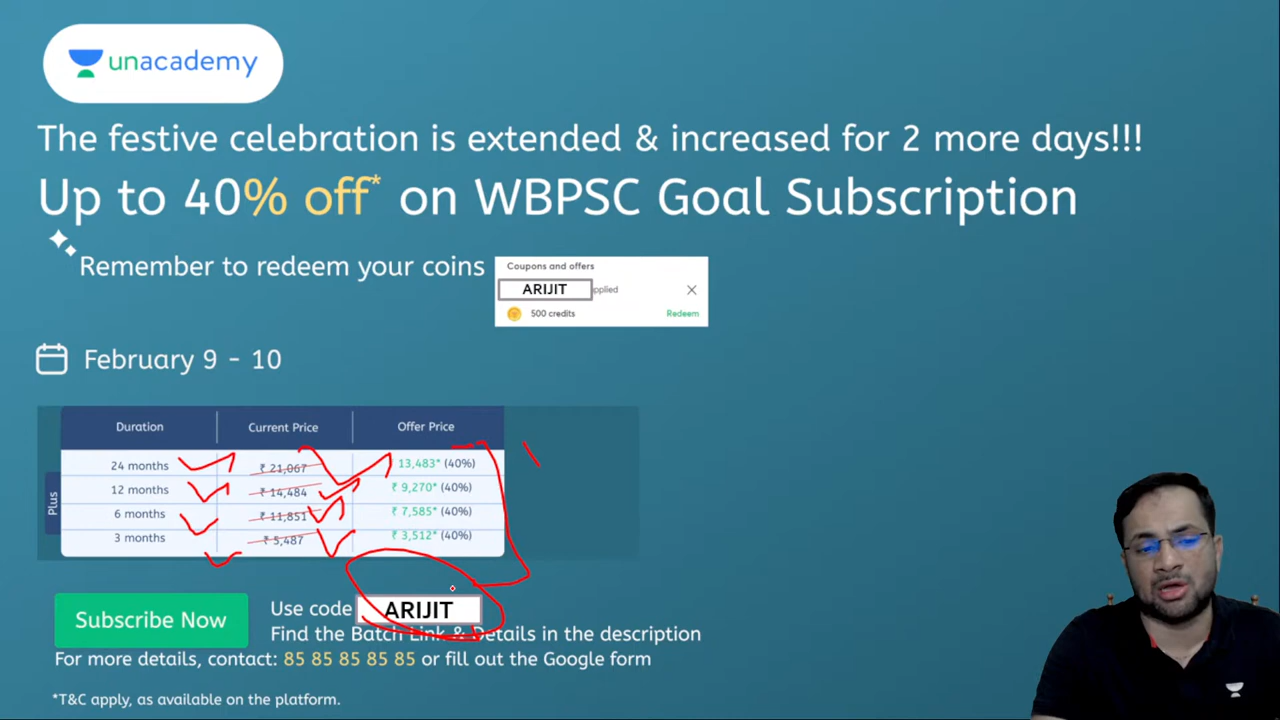 unacademy
The festive celebration is extended & increased for 2 more days!!!
Up to 40% off* on WBPSC Goal Subscription
Remember to redeem your coins
Coupons and offers
ARIJIT pplied
500 credits Redeem
February 9 - 10
Duration Current Price Offer Price
Plus
24 months ₹ 21,067 13,483* (40%)
12 months ₹ 14,484 ₹ 9,270* (40%)
6 months ₹ 11,851 ₹ 7,585* (40%)
3 months ₹ 5,487 ₹ 3,512* (40%)
Subscribe Now
Use code ARIJIT
Find the Batch Link & Details in the description
For more details, contact: 85 85 85 85 85 or fill out the Google form
*T&C apply, as available on the platform.